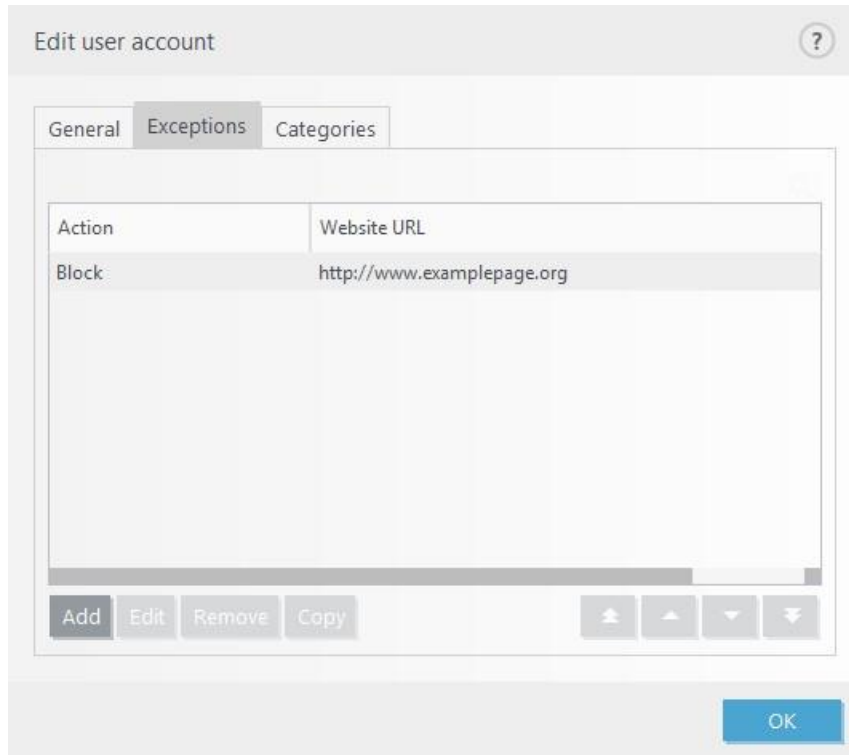 Edit user account
?
General Exceptions Categories
Action Website URL
Block http://www.examplepage.org
Add Edit Remove Copy
OK